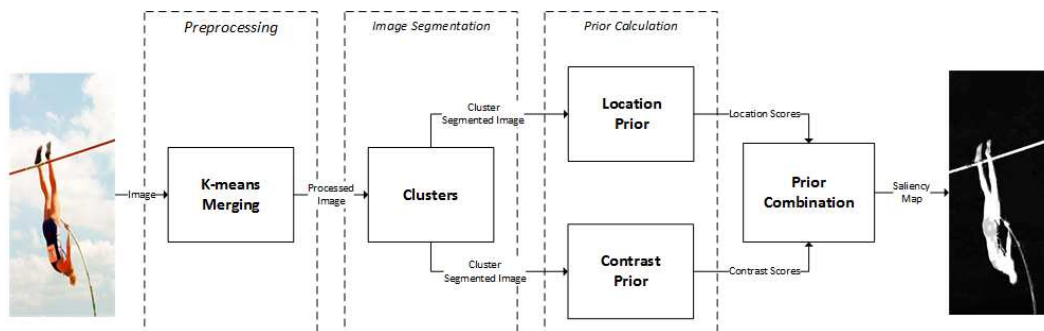 Preprocessing
Image Segmentation
Prior Calculation
Image
K-means
Merging
Processed
Image
Clusters
Cluster
Segmented Image
Cluster
Segmented Image
Location
Prior
Contrast
Prior
Location Scores
Contrast Scores
Prior
Combination
Saliency
Map